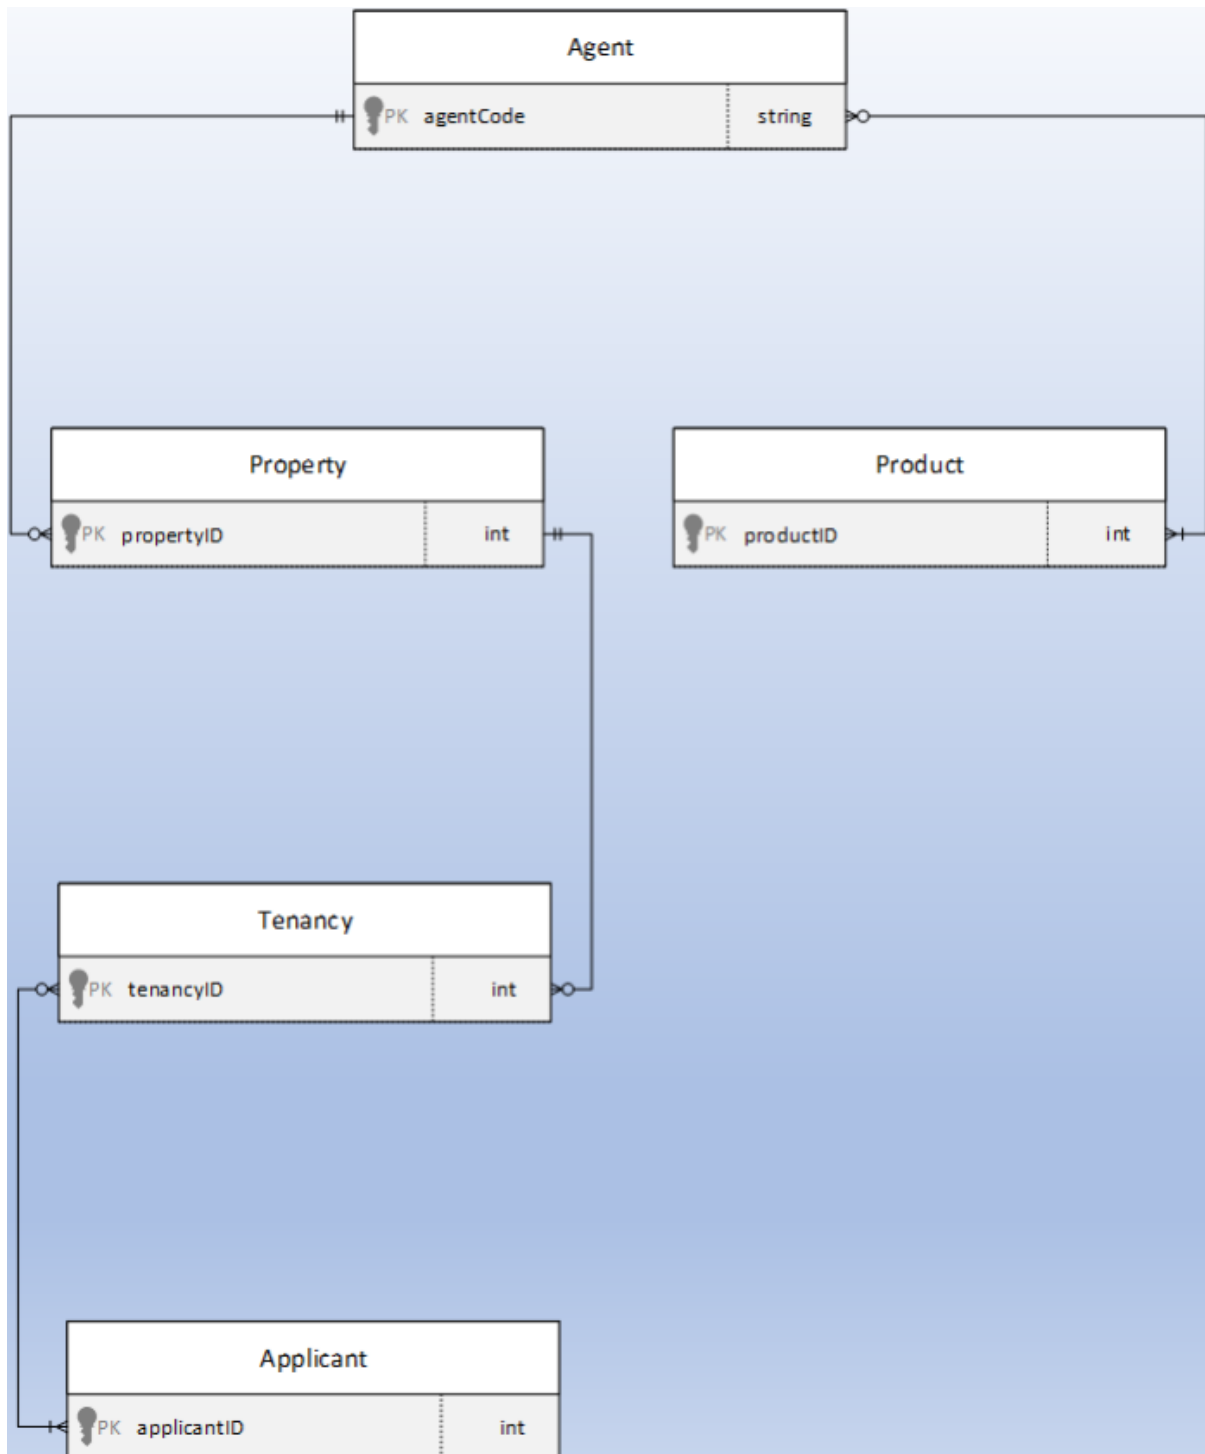 Agent
PK agentCode string
Property
PK propertyID int
Product
PK productID int
Tenancy
PK tenancyID int
Applicant
PK applicantID int